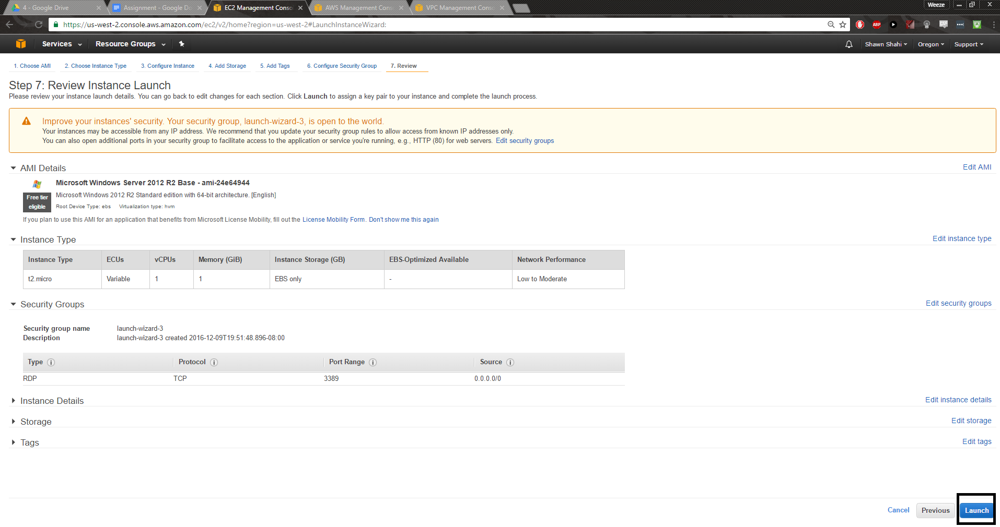 4 - Google Drive
Assignment - Google Do
EC2 Management Conso
AWS Management Cons
VPC Management Conso
Weeze
https://us-west-2.console.aws.amazon.com/ec2/v2/home?region=us-west-2#LaunchInstanceWizard:
ABP
Services
Resource Groups
Shawn Shahi
Oregon
Support
1. Choose AMI
2. Choose Instance Type
3. Configure Instance
4. Add Storage
5. Add Tags
6. Configure Security Group
7. Review
Step 7: Review Instance Launch
Please review your instance launch details. You can go back to edit changes for each section. Click Launch to assign a key pair to your instance and complete the launch process.
Improve your instances' security. Your security group, launch-wizard-3, is open to the world.
Your instances may be accessible from any IP address. We recommend that you update your security group rules to allow access from known IP addresses only.
You can also open additional ports in your security group to facilitate access to the application or service you're running, e.g., HTTP (80) for web servers. Edit security groups
AMI Details
Edit AMI
Microsoft Windows Server 2012 R2 Base - ami-24e64944
Free tier
eligible
Microsoft Windows 2012 R2 Standard edition with 64-bit architecture. [English]
Root Device Type: ebs Virtualization type: hvm
If you plan to use this AMI for an application that benefits from Microsoft License Mobility, fill out the License Mobility Form. Don't show me this again
Instance Type
Edit instance type
Instance Type ECUs vCPUs Memory (GiB) Instance Storage (GB) EBS-Optimized Available Network Performance
t2.micro Variable 1 1 EBS only - Low to Moderate
Security Groups
Edit security groups
Security group name launch-wizard-3
Description launch-wizard-3 created 2016-12-09T19:51:48.896-08:00
Type Protocol Port Range Source
RDP TCP 3389 0.0.0.0/0
Instance Details
Edit instance details
Storage
Edit storage
Tags
Edit tags
Cancel
Previous
Launch